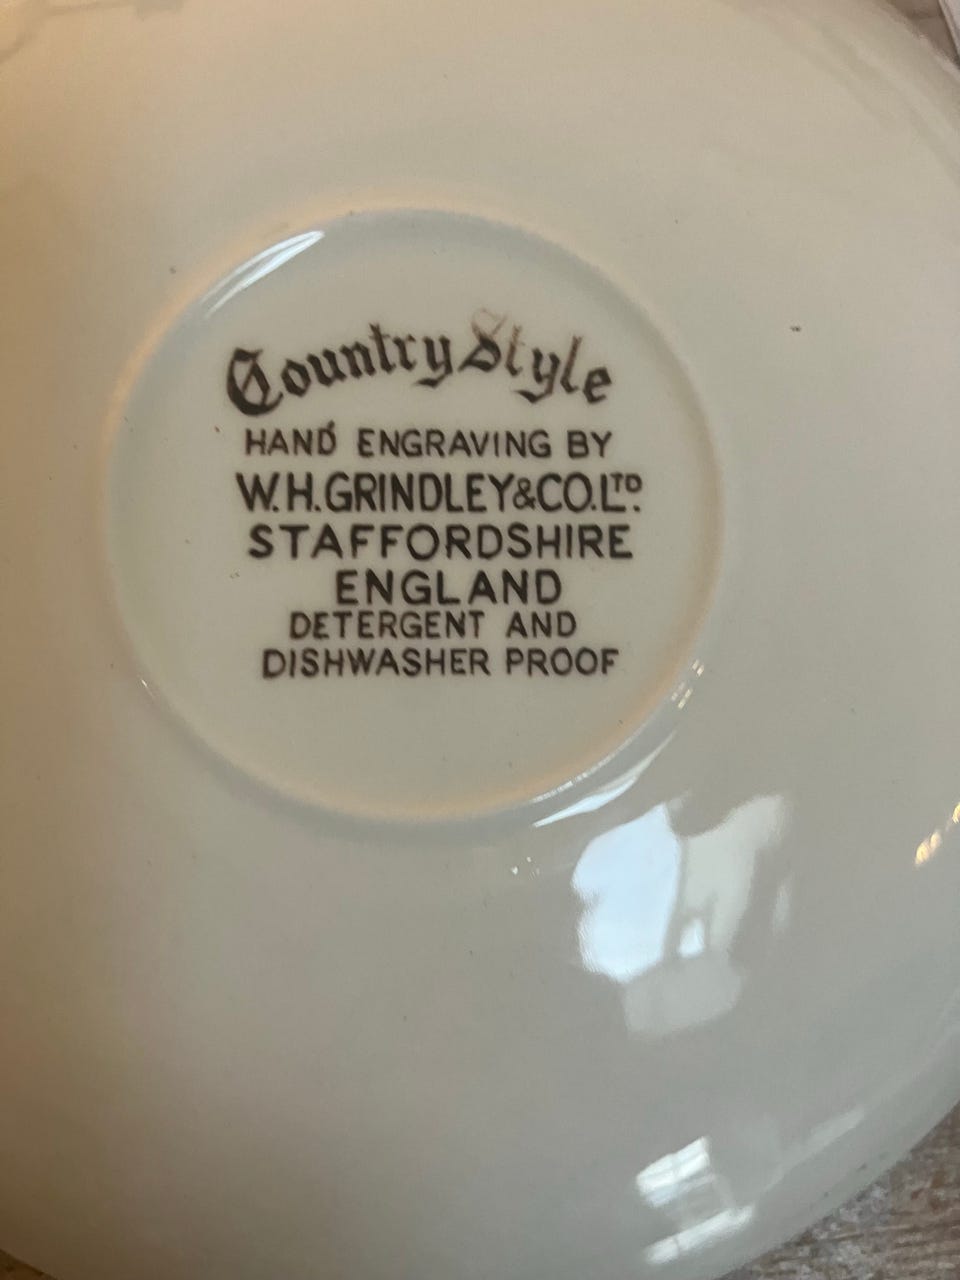 Country Style
HAND ENGRAVING BY
W.H.GRINDLEY&CO.LTD.
STAFFORDSHIRE
ENGLAND
DETERGENT AND
DISHWASHER PROOF